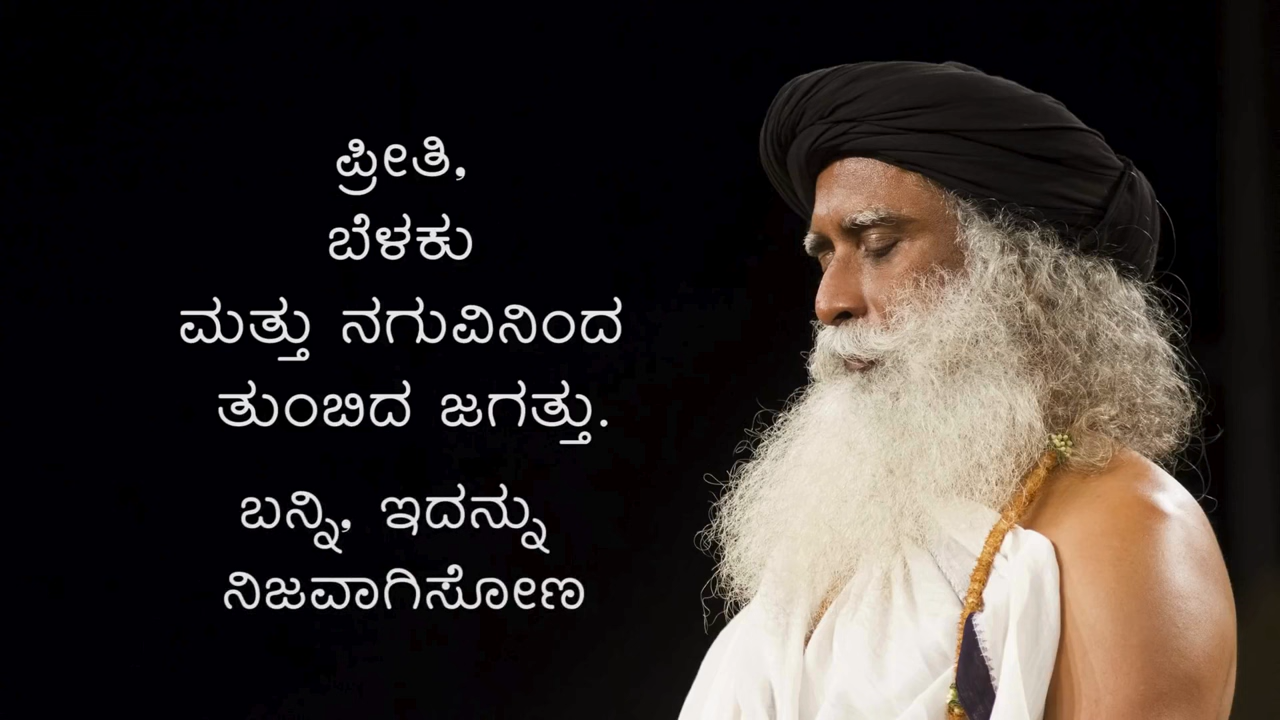 ಪ್ರೀತಿ,
ಬೆಳಕು
ಮತ್ತು ನಗುವಿನಿಂದ
ತುಂಬಿದ ಜಗತ್ತು.
ಬನ್ನಿ, ಇದನ್ನು
ನಿಜವಾಗಿಸೋಣ